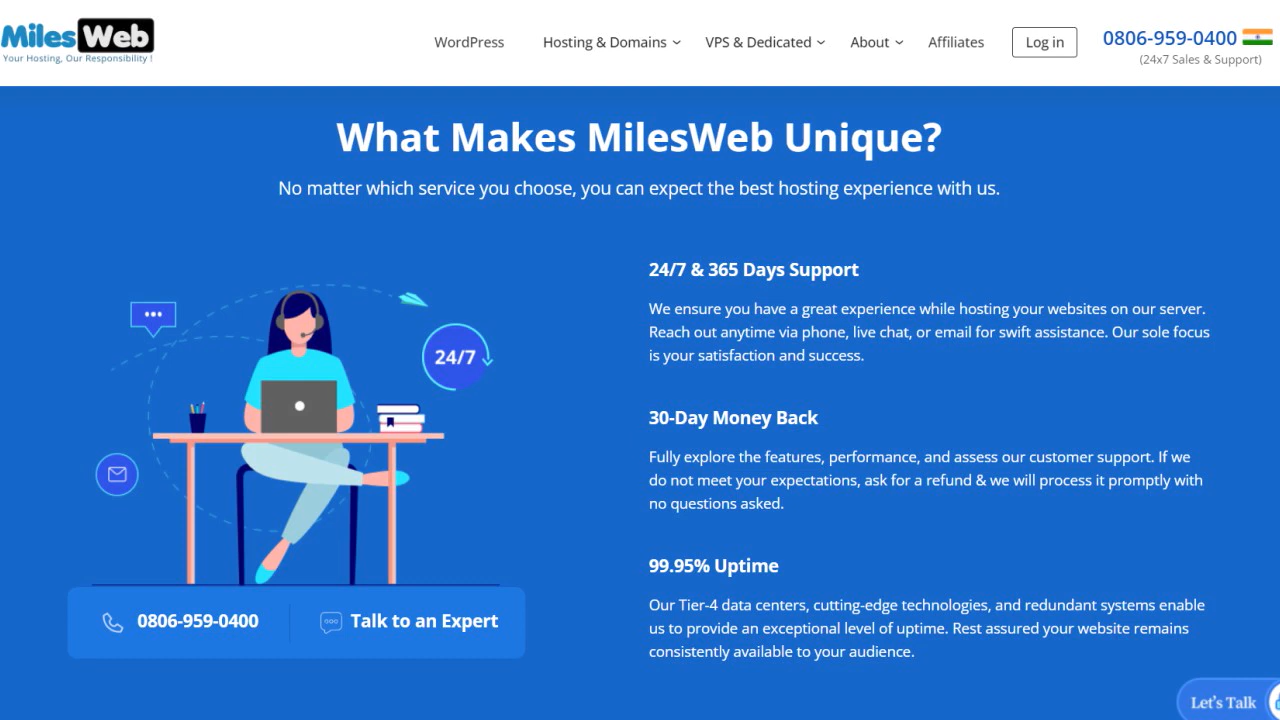 MilesWeb
Your Hosting, Our Responsibility !
WordPress
Hosting & Domains
VPS & Dedicated
About
Affiliates
Log in
0806-959-0400
(24x7 Sales & Support)
What Makes MilesWeb Unique?
No matter which service you choose, you can expect the best hosting experience with us.
24/7
24/7 & 365 Days Support
We ensure you have a great experience while hosting your websites on our server.
Reach out anytime via phone, live chat, or email for swift assistance. Our sole focus
is your satisfaction and success.
30-Day Money Back
Fully explore the features, performance, and assess our customer support. If we
do not meet your expectations, ask for a refund & we will process it promptly with
no questions asked.
99.95% Uptime
Our Tier-4 data centers, cutting-edge technologies, and redundant systems enable
us to provide an exceptional level of uptime. Rest assured your website remains
consistently available to your audience.
0806-959-0400
Talk to an Expert
Let's Talk